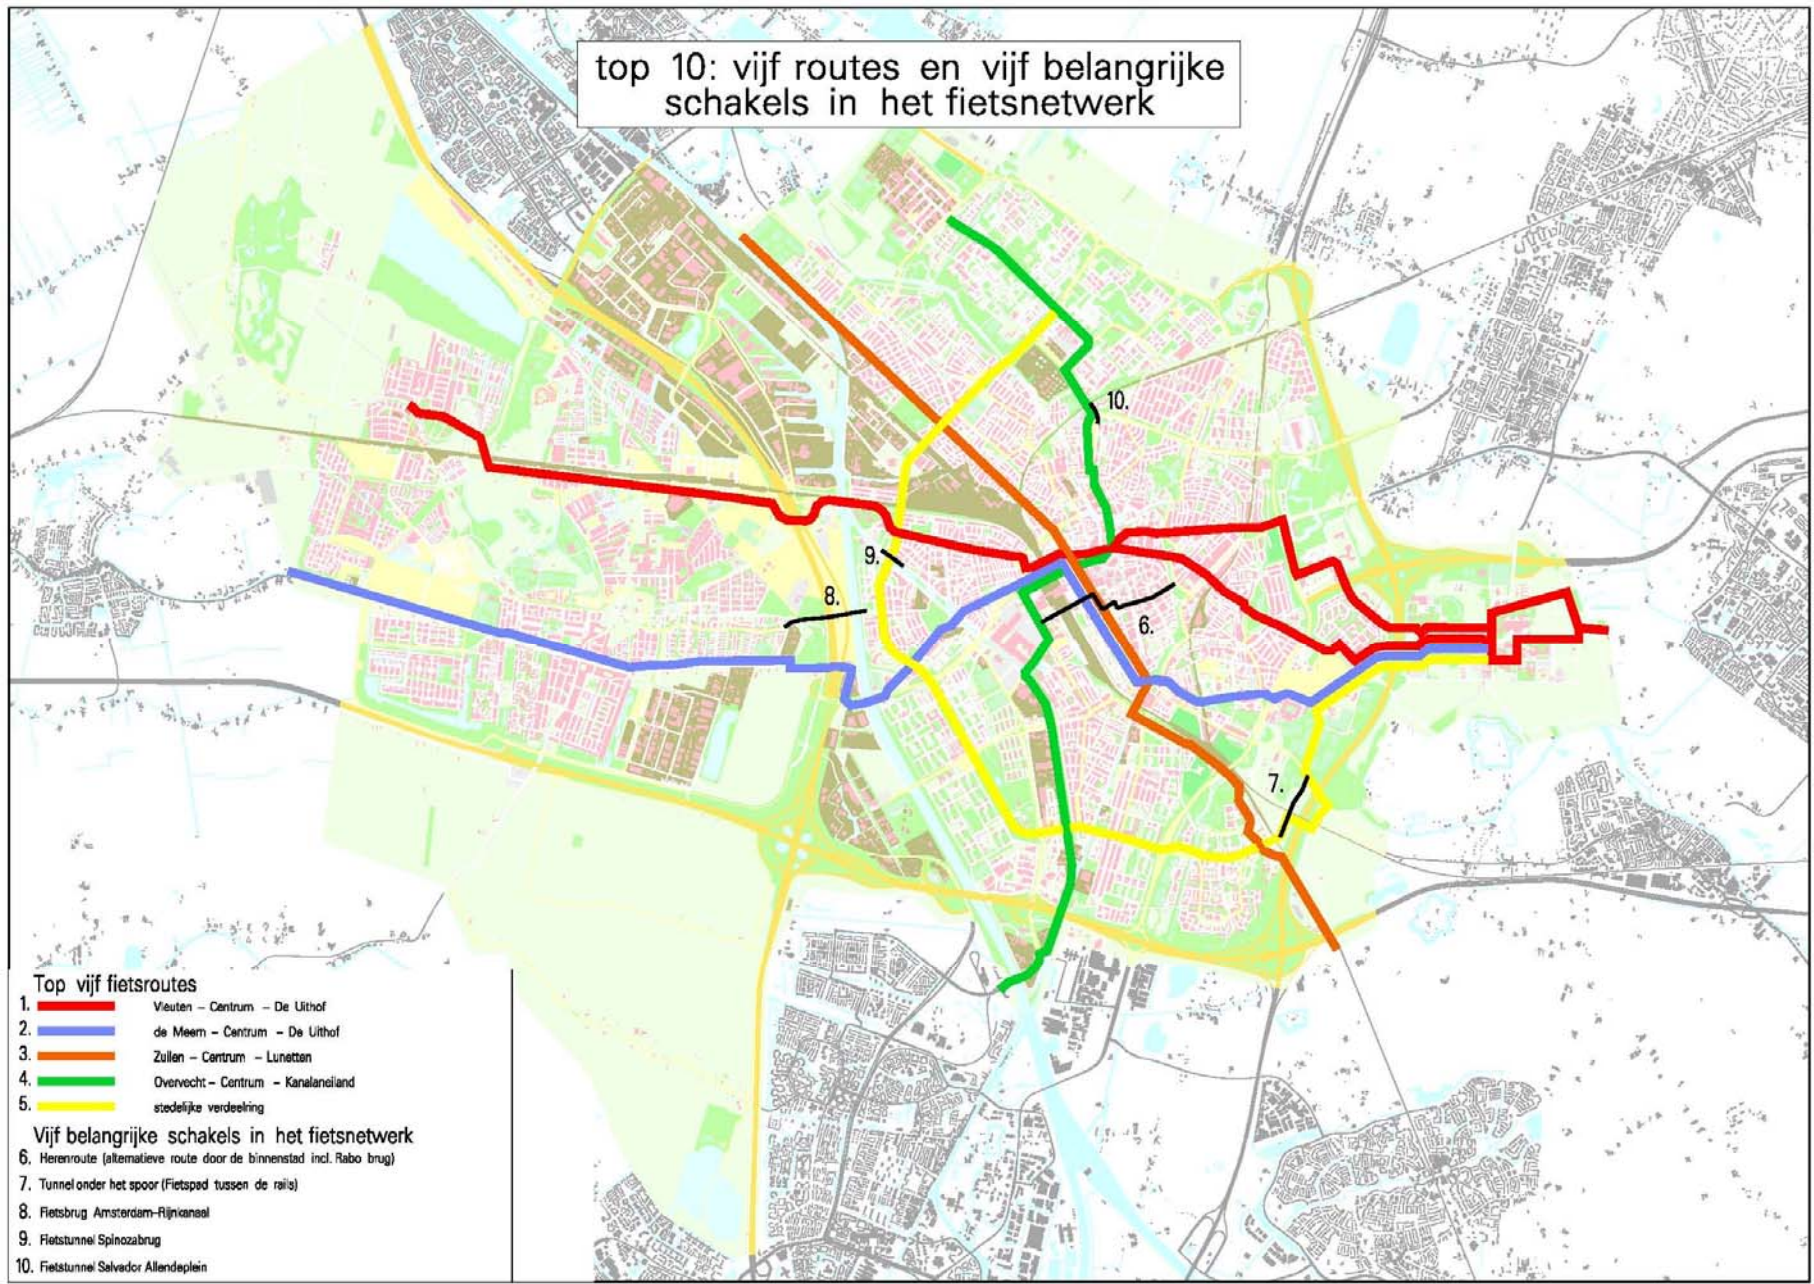 top 10: vijf routes en vijf belangrijke
schakels in het fietsnetwerk
10.
9.
8.
6.
7.
Top vijf fietsroutes
1. Vleuten – Centrum – De Uithof
2. de Meern – Centrum – De Uithof
3. Zuilen – Centrum – Lunetten
4. Overvecht – Centrum – Kanalaneiland
5. stedelijke verdeelring
Vijf belangrijke schakels in het fietsnetwerk
6. Herenroute (alternatieve route door de binnenstad incl. Rabo brug)
7. Tunnel onder het spoor (Fietspad tussen de rails)
8. Fietsbrug Amsterdam–Rijnkanaal
9. Fietstunnel Spinozabrug
10. Fietstunnel Salvador Allendeplein